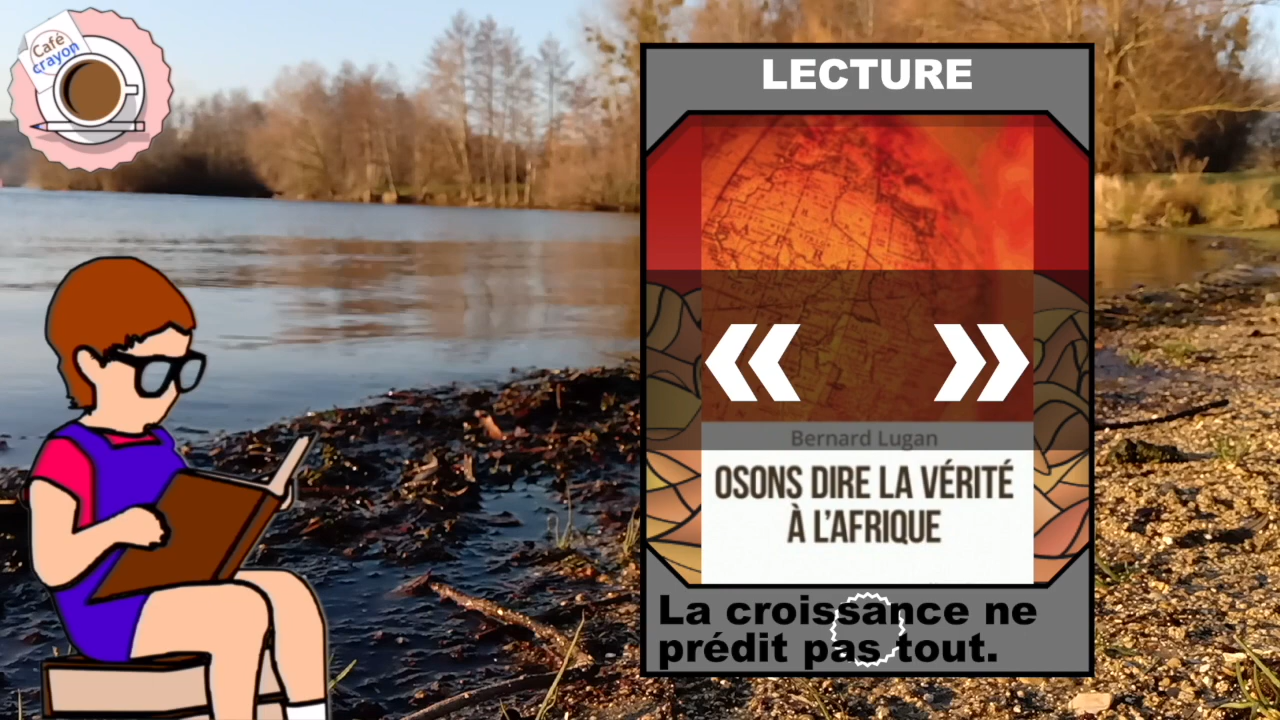 Café
crayon
LECTURE
Bernard Lugan
OSONS DIRE LA VÉRITÉ
À L'AFRIQUE
La croissance ne
prédit pas tout.